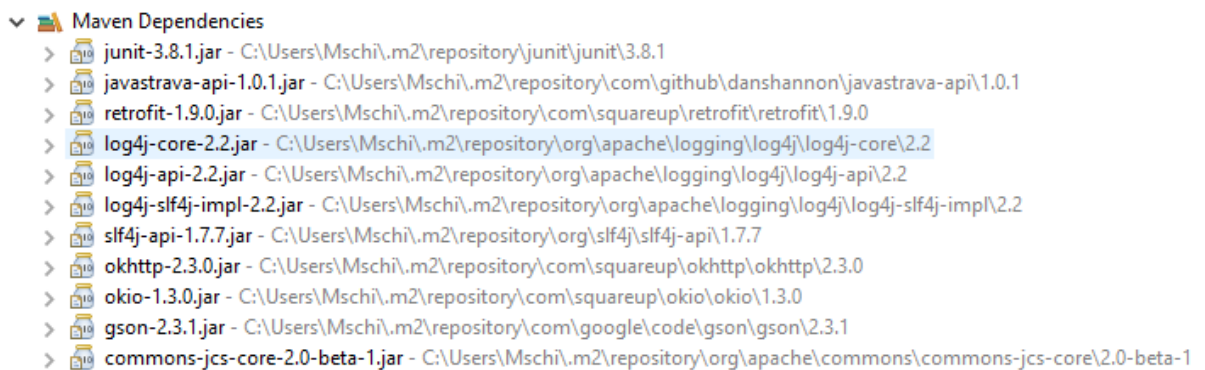 Maven Dependencies
junit-3.8.1.jar - C:\Users\Mschi\.m2\repository\junit\junit\3.8.1
javastrava-api-1.0.1.jar - C:\Users\Mschi\.m2\repository\com\github\danshannon\javastrava-api\1.0.1
retrofit-1.9.0.jar - C:\Users\Mschi\.m2\repository\com\squareup\retrofit\retrofit\1.9.0
log4j-core-2.2.jar - C:\Users\Mschi\.m2\repository\org\apache\logging\log4j\log4j-core\2.2
log4j-api-2.2.jar - C:\Users\Mschi\.m2\repository\org\apache\logging\log4j\log4j-api\2.2
log4j-slf4j-impl-2.2.jar - C:\Users\Mschi\.m2\repository\org\apache\logging\log4j\log4j-slf4j-impl\2.2
slf4j-api-1.7.7.jar - C:\Users\Mschi\.m2\repository\org\slf4j\slf4j-api\1.7.7
okhttp-2.3.0.jar - C:\Users\Mschi\.m2\repository\com\squareup\okhttp\okhttp\2.3.0
okio-1.3.0.jar - C:\Users\Mschi\.m2\repository\com\squareup\okio\okio\1.3.0
gson-2.3.1.jar - C:\Users\Mschi\.m2\repository\com\google\code\gson\gson\2.3.1
commons-jcs-core-2.0-beta-1.jar - C:\Users\Mschi\.m2\repository\org\apache\commons\commons-jcs-core\2.0-beta-1